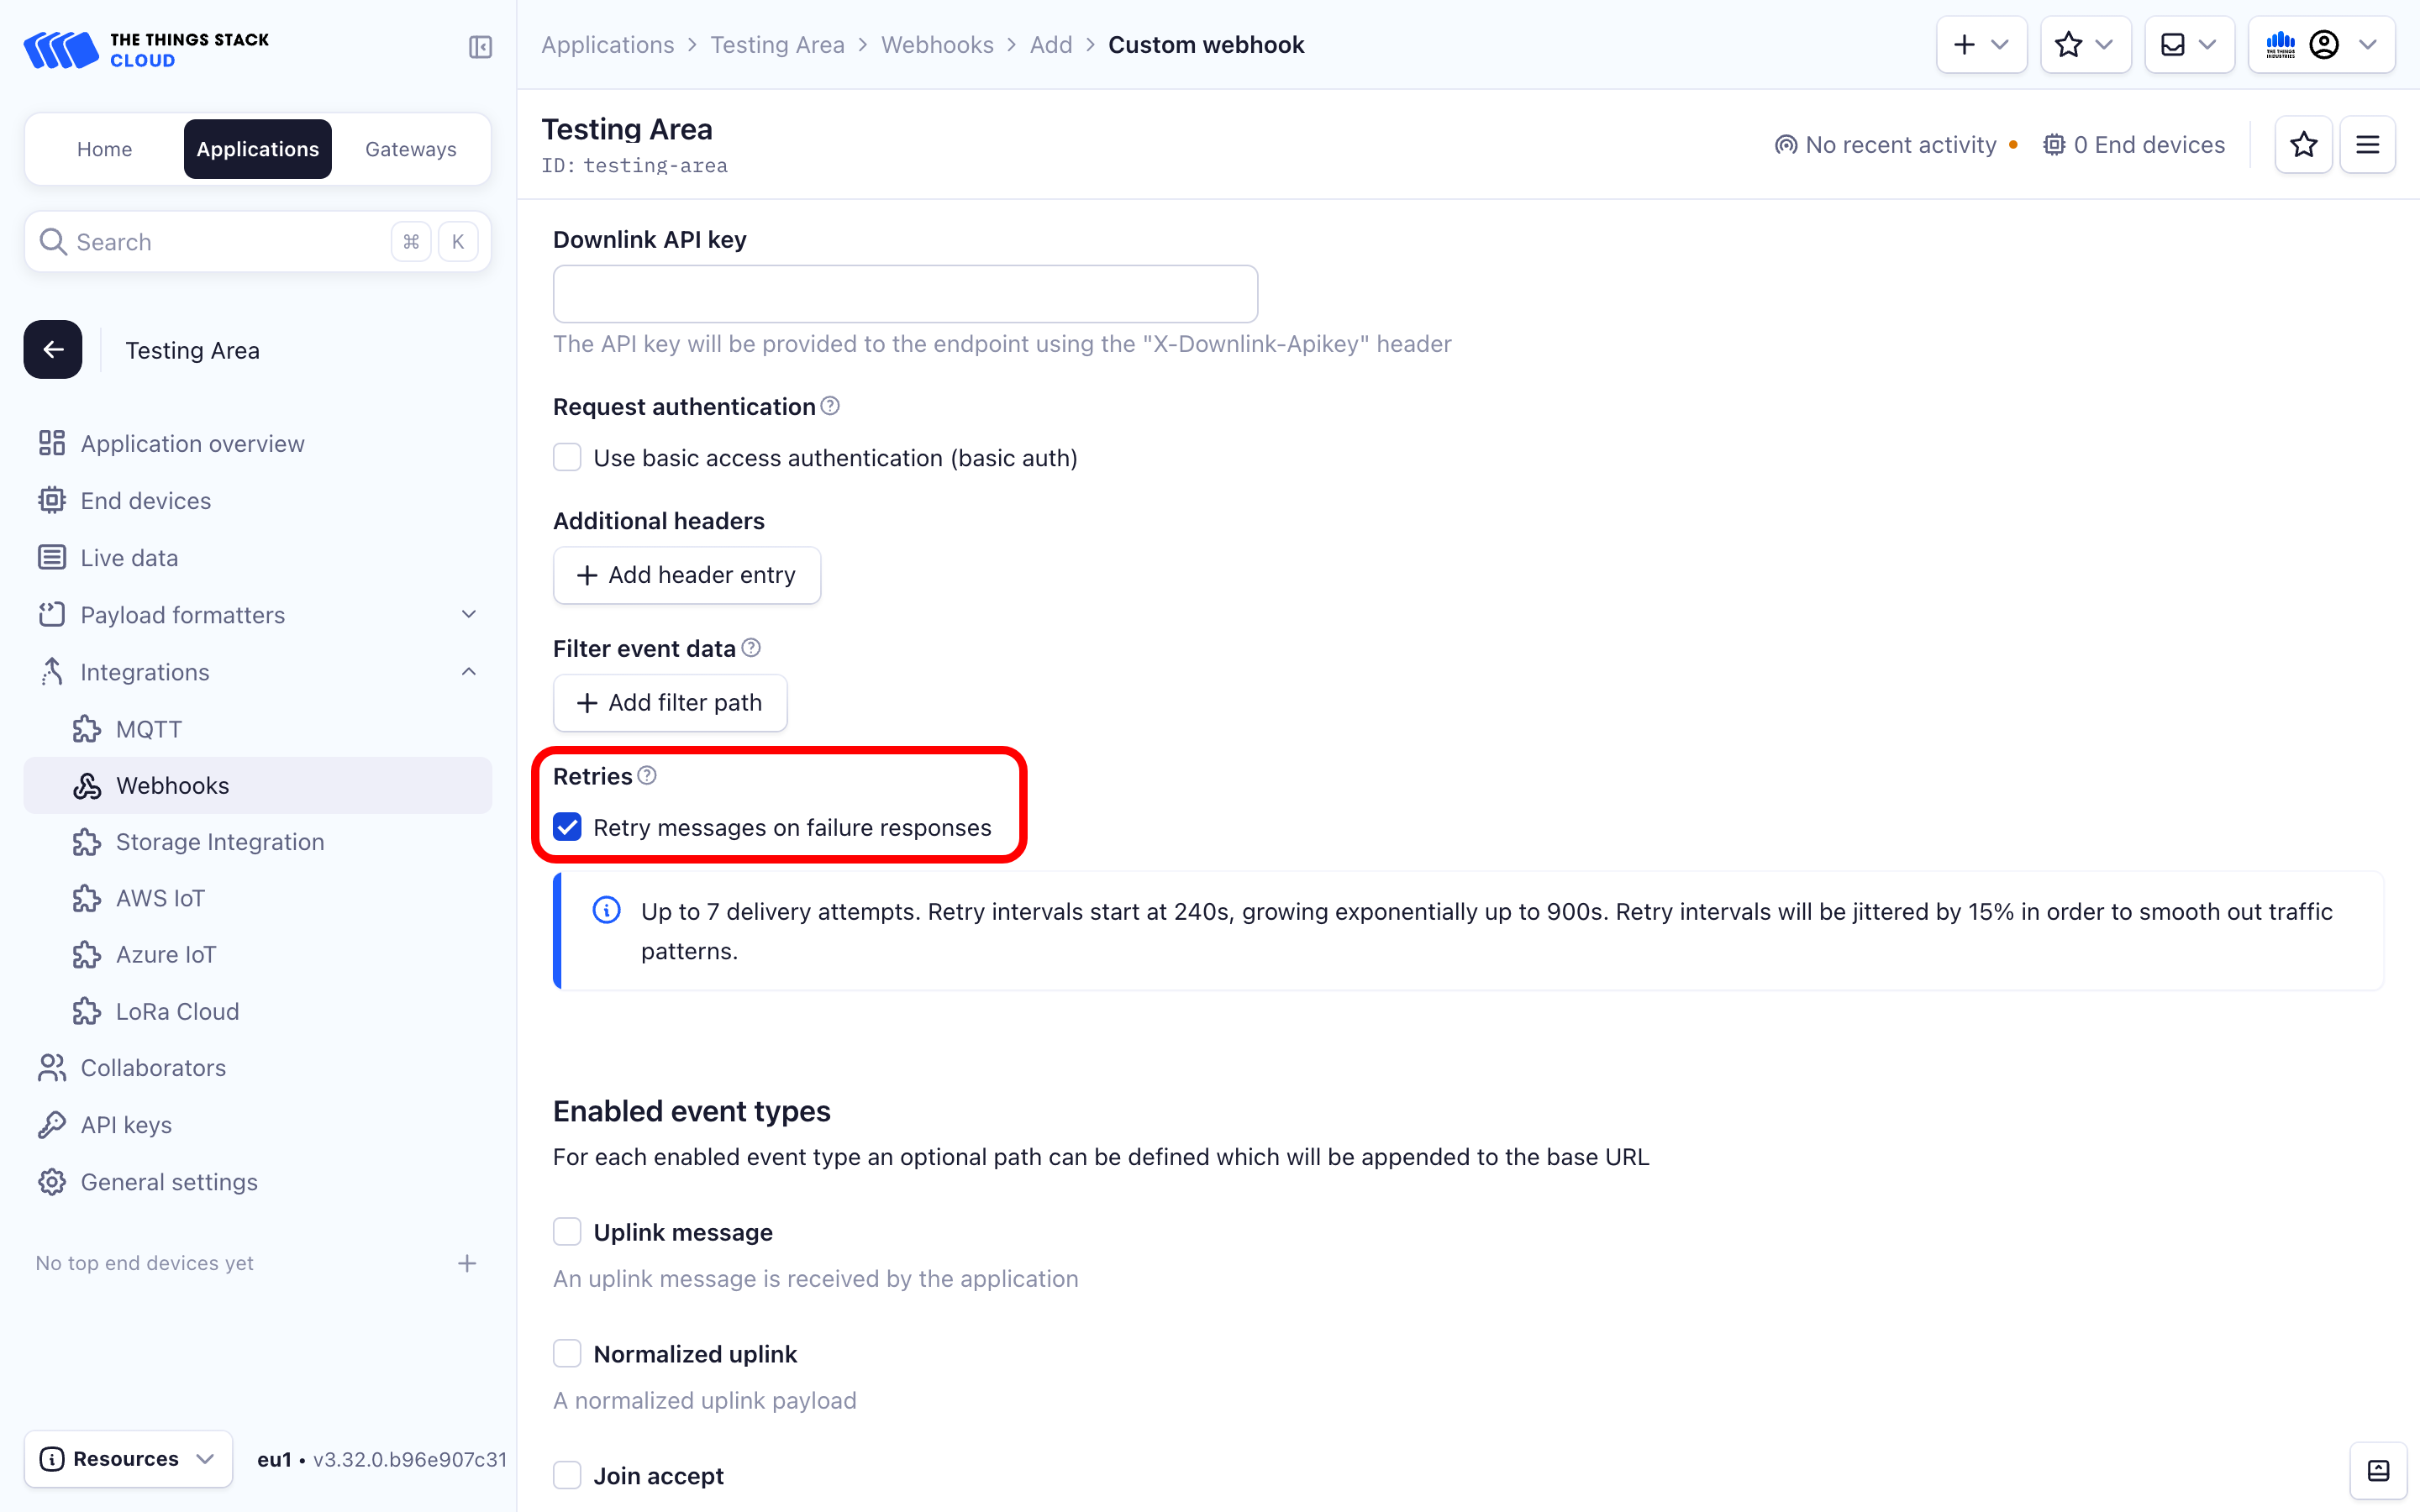 THE THINGS STACK
CLOUD
Home
Applications
Gateways
Search
⌘
K
Testing Area
Application overview
End devices
Live data
Payload formatters
Integrations
MQTT
Webhooks
Storage Integration
AWS IoT
Azure IoT
LoRa Cloud
Collaborators
API keys
General settings
No top end devices yet
Resources
eu1 • v3.32.0.b96e907c31
Applications > Testing Area > Webhooks > Add > Custom webhook
THE THINGS
INDUSTRIES
Testing Area
ID: testing-area
No recent activity
0 End devices
Downlink API key
The API key will be provided to the endpoint using the "X-Downlink-Apikey" header
Request authentication
Use basic access authentication (basic auth)
Additional headers
+ Add header entry
Filter event data
+ Add filter path
Retries
Retry messages on failure responses
Up to 7 delivery attempts. Retry intervals start at 240s, growing exponentially up to 900s. Retry intervals will be jittered by 15% in order to smooth out traffic
patterns.
Enabled event types
For each enabled event type an optional path can be defined which will be appended to the base URL
Uplink message
An uplink message is received by the application
Normalized uplink
A normalized uplink payload
Join accept